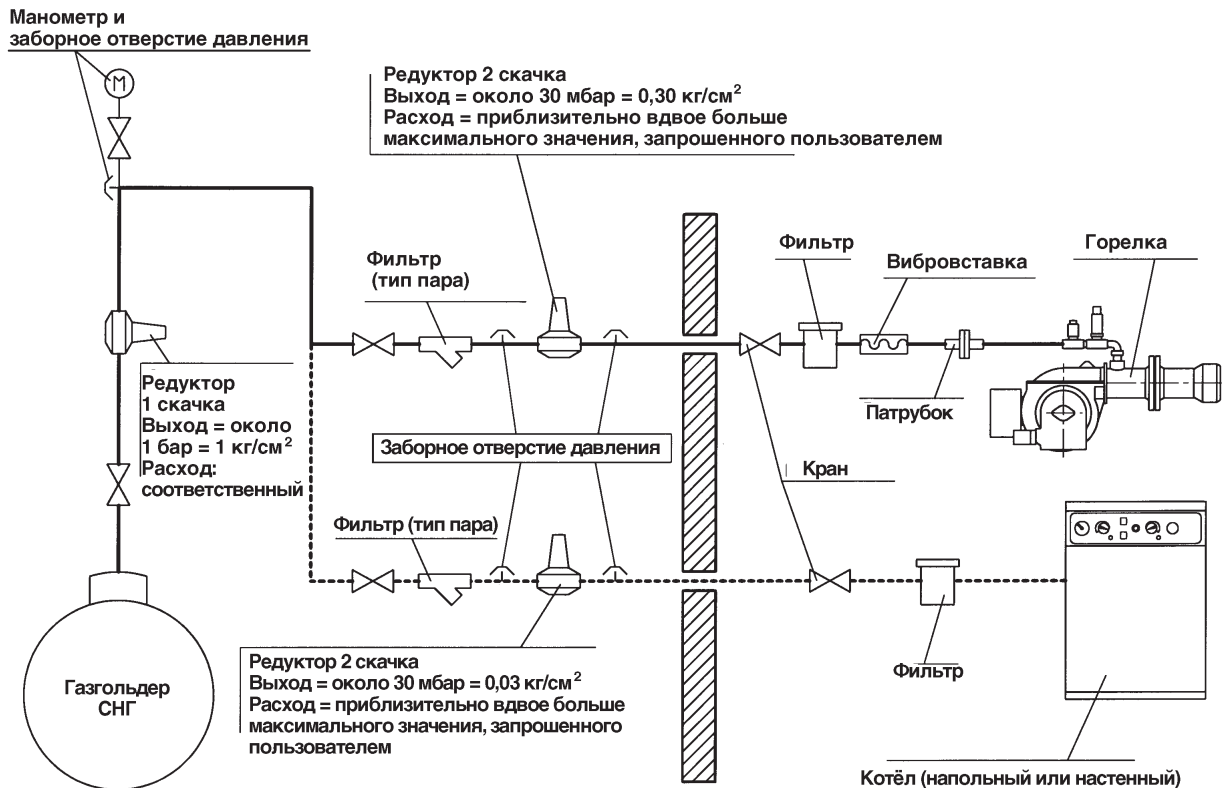 Манометр и
заборное отверстие давления
M
Редуктор 2 скачка
Выход = около 30 мбар = 0,30 кг/см²
Расход = приблизительно вдвое больше
максимального значения, запрошенного пользователем
Фильтр
(тип пара)
Фильтр
Вибровставка
Горелка
Редуктор
1 скачка
Выход = около
1 бар = 1 кг/см²
Расход:
соответственный
Патрубок
Заборное отверстие давления
Кран
Фильтр (тип пара)
Редуктор 2 скачка
Выход = около 30 мбар = 0,03 кг/см²
Расход = приблизительно вдвое больше
максимального значения, запрошенного
пользователем
Газгольдер
СНГ
Фильтр
Котёл (напольный или настенный)